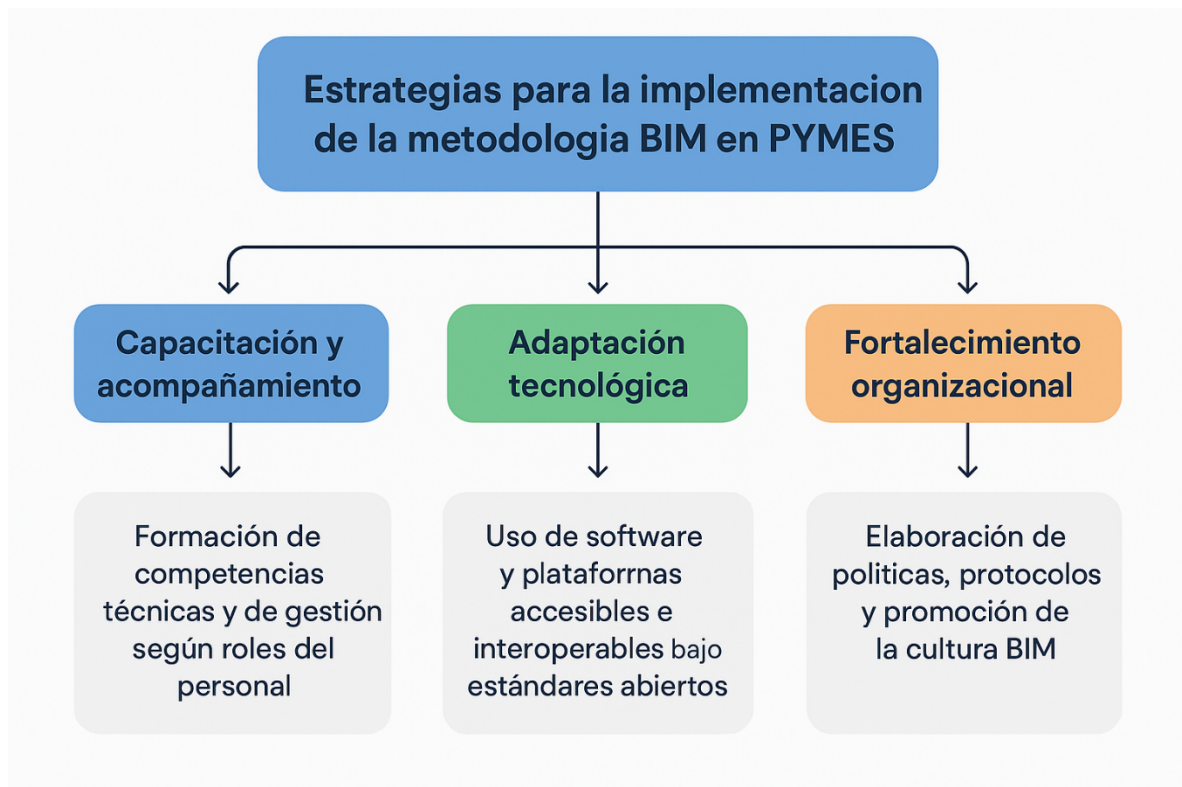 Estrategias para la implementacion
de la metodologia BIM en PYMES
Capacitación y
acompañamiento
Formación de
competencias
técnicas y de gestión
según roles del
personal
Adaptación
tecnológica
Uso de software
y plataforrnas
accesibles e
interoperables bajo
estándares abiertos
Fortalecimiento
organizacional
Elaboración de
politicas, protocolos
y promoción de
la cultura BIM